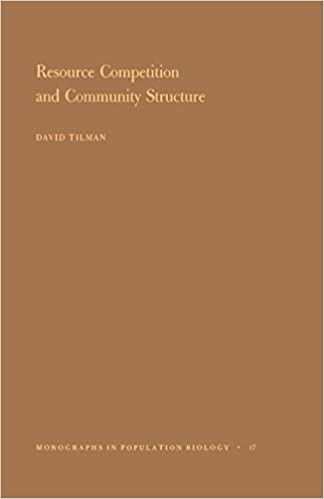 Resource Competition
and Community Structure
DAVID TILMAN
MONOGRAPHS IN POPULATION BIOLOGY • 17